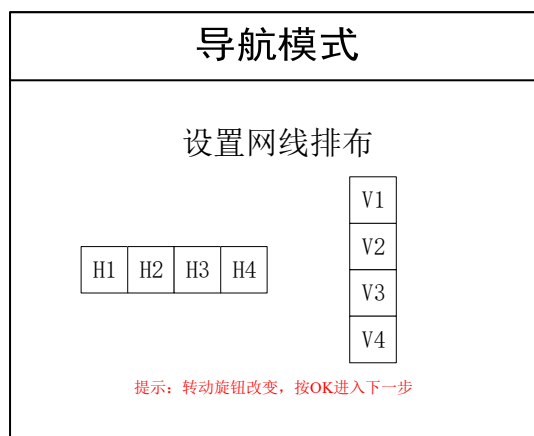 导航模式
设置网线排布
V1
V2
H1 H2 H3 H4
V3
V4
提示：转动旋钮改变，按OK进入下一步